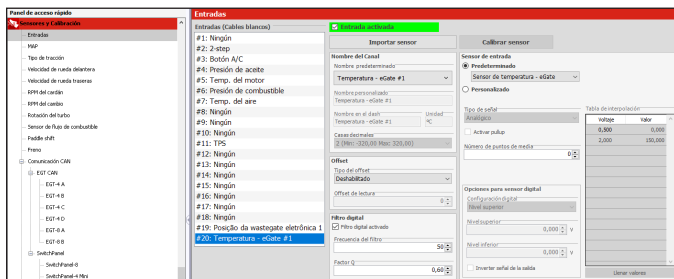 Panel de acceso rápido
Sensores y Calibración
Entradas
MAP
Tipo de tracción
Velocidad de rueda delantera
Velocidad de rueda traseras
RPM del cardán
RPM del cambio
Rotación del turbo
Sensor de flujo de combustible
Paddle shift
Freno
Comunicación CAN
EGT CAN
EGT-4 A
EGT-4 B
EGT-4 C
EGT-4 D
EGT-8 A
EGT-8 B
SwitchPanel
SwitchPanel-8
SwitchPanel-4 Mini
Entradas
Entradas (Cables blancos)
#1: Ningún
#2: 2-step
#3: Botón A/C
#4: Presión de aceite
#5: Temp. del motor
#6: Presión de combustible
#7: Temp. del aire
#8: Ningún
#9: Ningún
#10: Ningún
#11: TPS
#12: Ningún
#13: Ningún
#14: Ningún
#15: Ningún
#16: Ningún
#17: Ningún
#18: Ningún
#19: Posição da wastegate eletrônica 1
#20: Temperatura - eGate #1
Entrada activada
Importar sensor
Calibrar sensor
Nombre del Canal
Nombre predeterminado
Temperatura - eGate #1
Nombre personalizado
Temperatura - eGate #1
Nombre en el dash Unidad
Temperatura - eGate #1 ºC
Casas decimales
2 (Min: -320,00 Max: 320,00)
Offset
Tipo del offset
Deshabilitado
Offset de lectura
0
Filtro digital
Filtro digital activado
Frecuencia del filtro
50
Factor Q
0,60
Sensor de entrada
Predeterminado
Sensor de temperatura - eGate
Personalizado
Tipo de señal
Analógico
Activar pullup
Número de puntos de media
0
Opciones para sensor digital
Configuración digital
Nivel superior
Nivel superior
0,000 V
Nivel inferior
0,000 V
Inverter señal de la salida
Tabla de interpolación
Voltaje Valor
0,500 0,000
2,000 150,000
Llenar valores